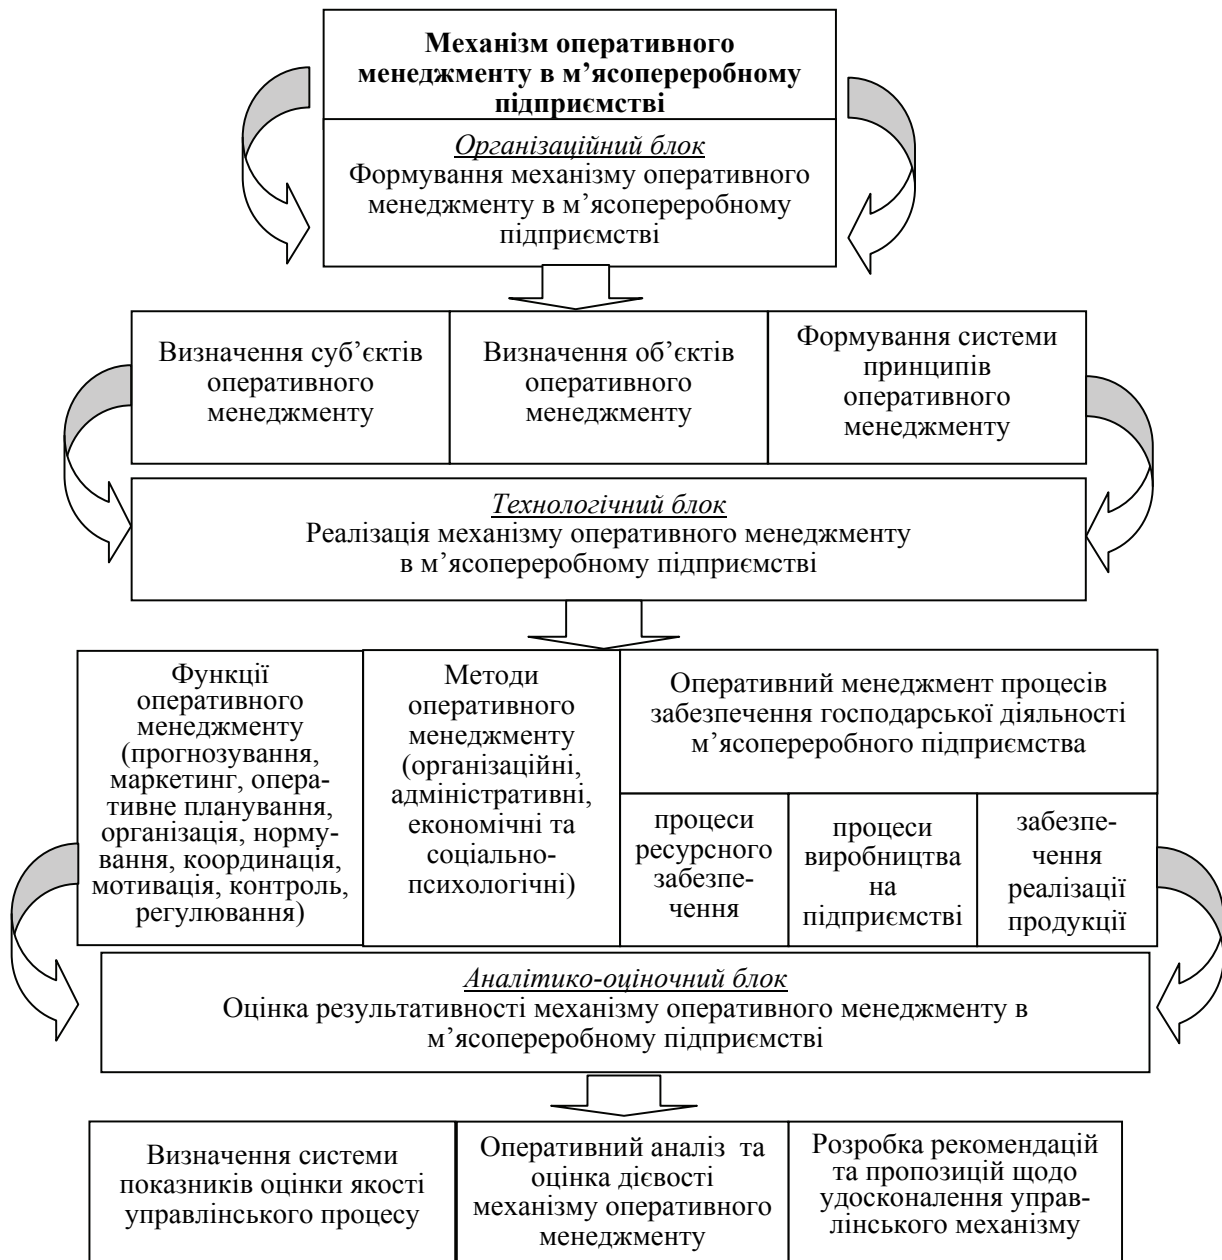 Механізм оперативного
менеджменту в м’ясопереробному
підприємстві
Організаційний блок
Формування механізму оперативного
менеджменту в м’ясопереробному
підприємстві
Визначення суб’єктів
оперативного
менеджменту
Визначення об’єктів
оперативного
менеджменту
Формування системи
принципів
оперативного
менеджменту
Технологічний блок
Реалізація механізму оперативного менеджменту
в м’ясопереробному підприємстві
Функції
оперативного
менеджменту
(прогнозування,
маркетинг, опера-
тивне планування,
організація, норму-
вання, координація,
мотивація, контроль,
регулювання)
Методи
оперативного
менеджменту
(організаційні,
адміністративні,
економічні та
соціально-
психологічні)
Оперативний менеджмент процесів
забезпечення господарської діяльності
м’ясопереробного підприємства
процеси
ресурсного
забезпе-
чення
процеси
виробництва
на
підприємстві
забезпе-
чення
реалізації
продукції
Аналітико-оціночний блок
Оцінка результативності механізму оперативного менеджменту в
м’ясопереробному підприємстві
Визначення системи
показників оцінки якості
управлінського процесу
Оперативний аналіз та
оцінка дієвості
механізму оперативного
менеджменту
Розробка рекомендацій
та пропозицій щодо
удосконалення управ-
лінського механізму